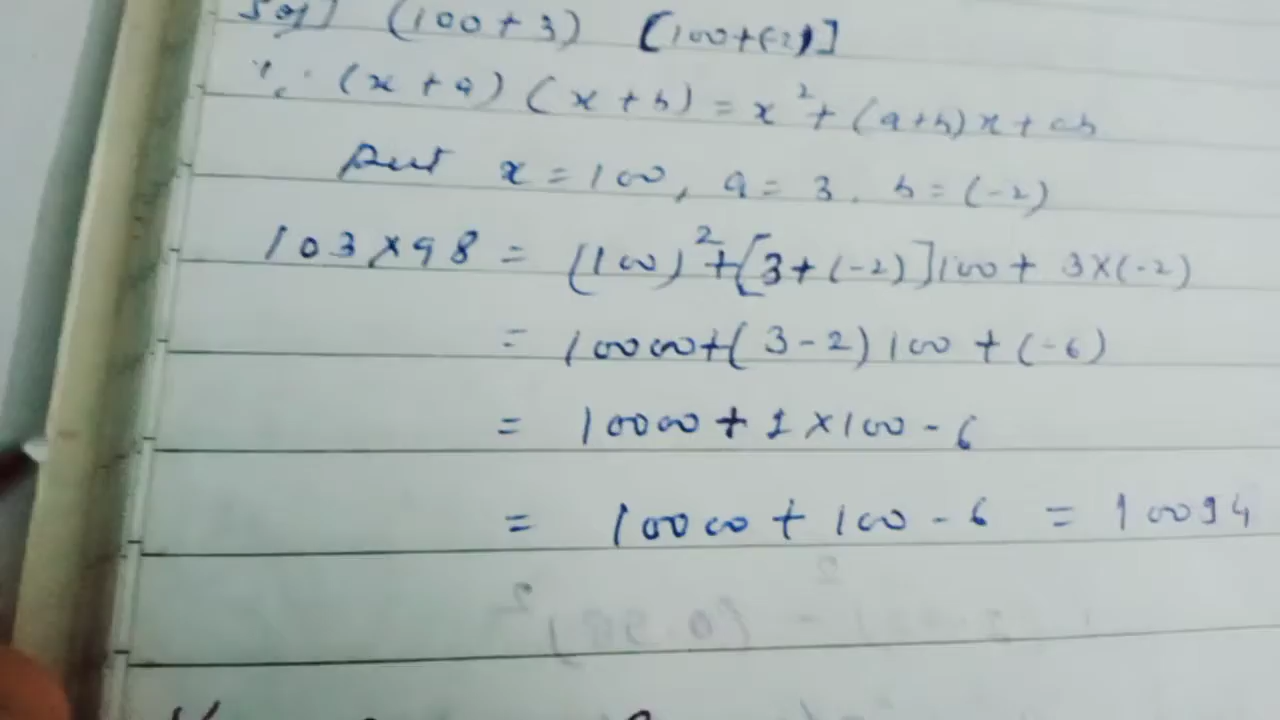 Sol] (100+3) [100+(-2)]
∵ (x+a)(x+b) = x²+(a+b)x+ab
Put x=100, a=3. b=(-2)
103×98 = (100)²+[3+(-2)]100+ 3×(-2)
= 10000+(3-2)100+(-6)
= 10000+1×100-6
= 10000+100-6 = 10094